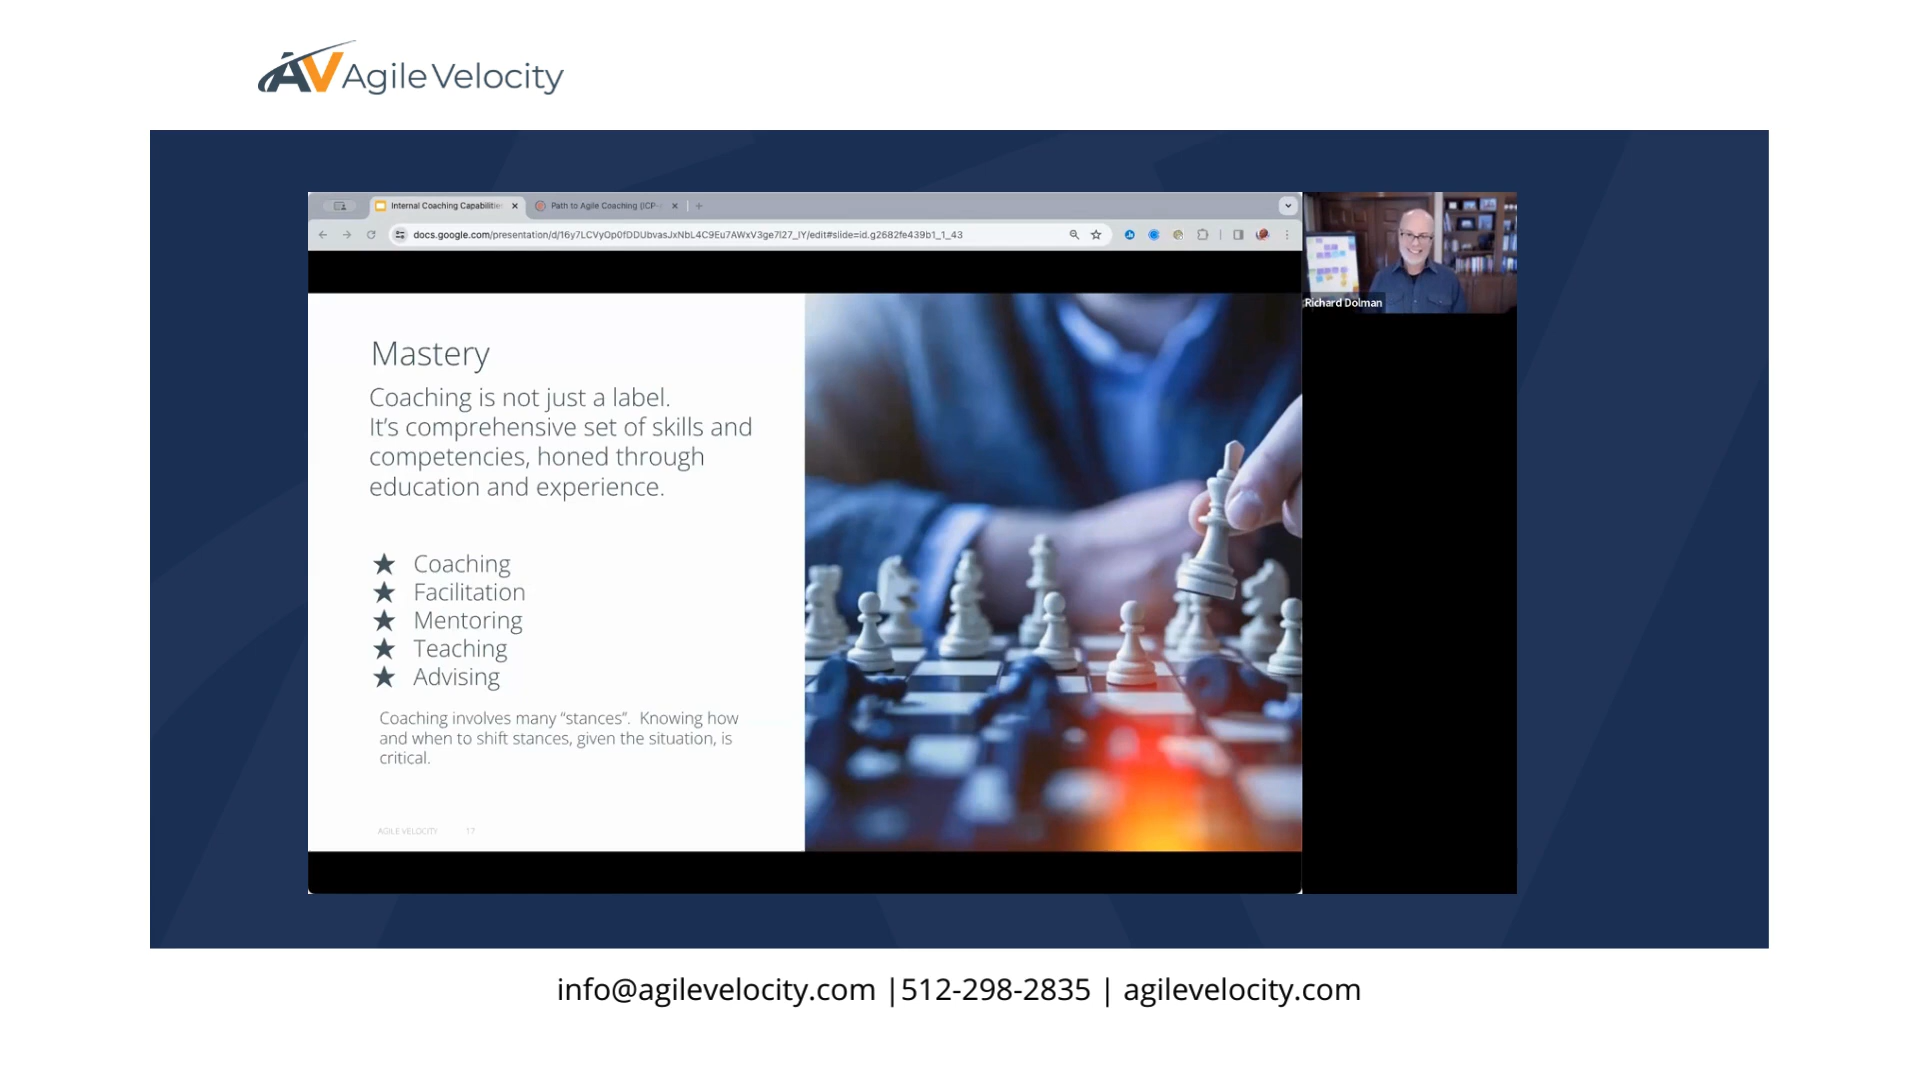 AV Agile Velocity
Internal Coaching Capabilitie
Path to Agile Coaching (ICP-
docs.google.com/presentation/d/16y7LCVyOp0fDDUbvasJxNbL4C9Eu7AWxV3ge7l27_lY/edit#slide=id.g2682fe439b1_1_43
Richard Dolman
Mastery
Coaching is not just a label.
It’s comprehensive set of skills and
competencies, honed through
education and experience.
★ Coaching
★ Facilitation
★ Mentoring
★ Teaching
★ Advising
Coaching involves many “stances”. Knowing how
and when to shift stances, given the situation, is
critical.
AGILE VELOCITY 17
info@agilevelocity.com |512-298-2835 | agilevelocity.com